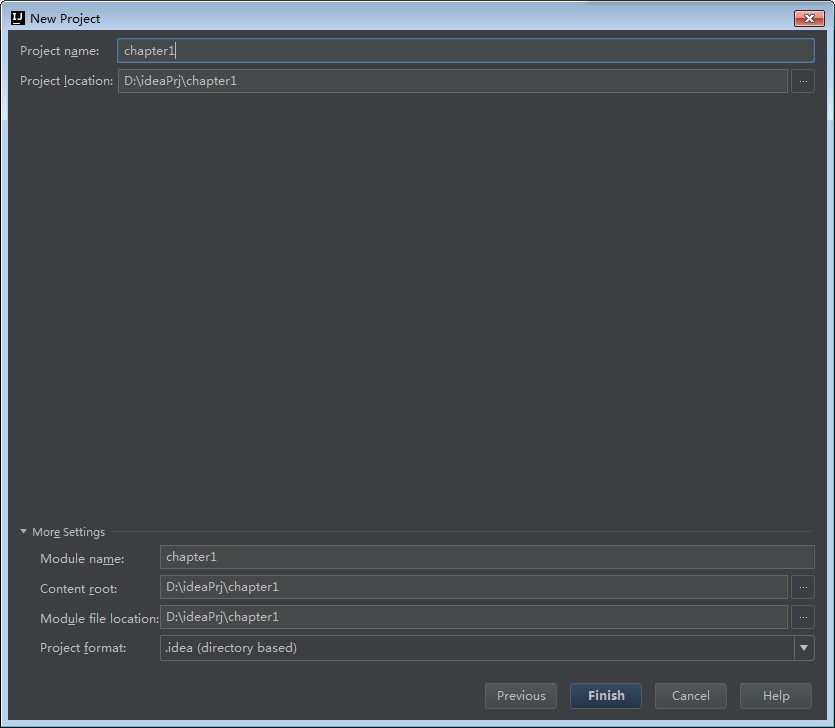 New Project
Project name: chapter1
Project location: D:\ideaPrj\chapter1 ...
More Settings
Module name: chapter1
Content root: D:\ideaPrj\chapter1 ...
Module file location: D:\ideaPrj\chapter1 ...
Project format: .idea (directory based)
Previous Finish Cancel Help